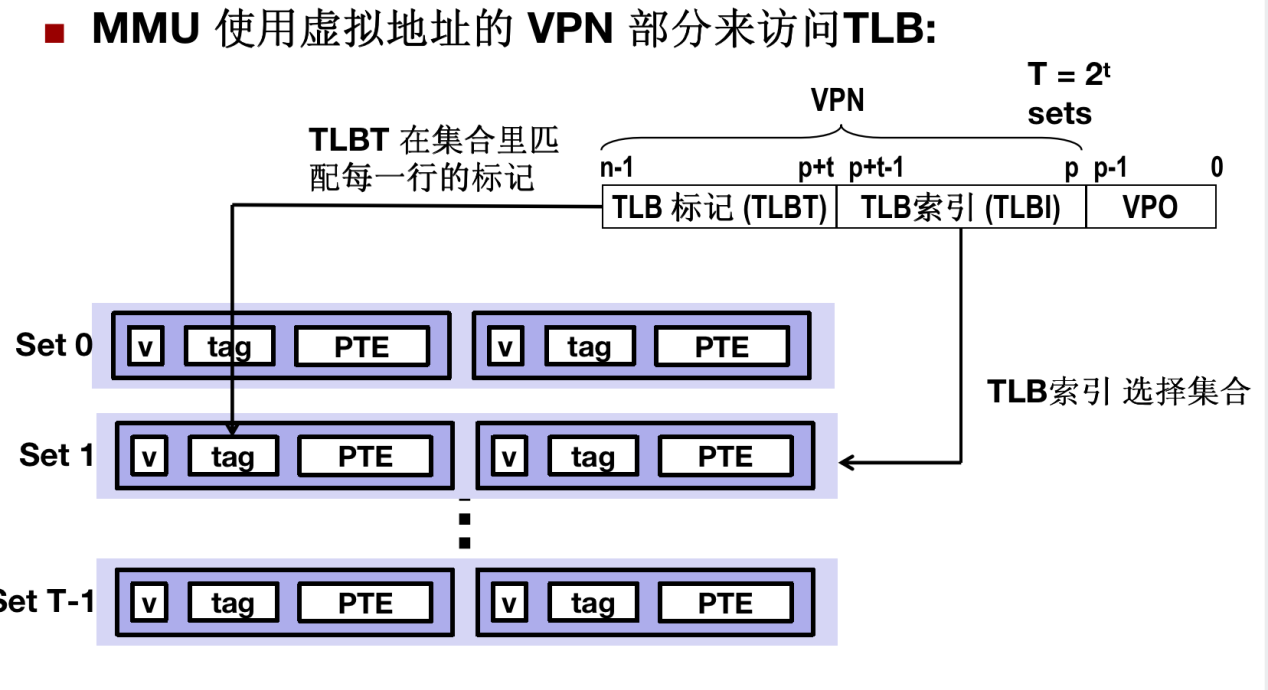 ■ MMU 使用虚拟地址的 VPN 部分来访问TLB:
T = 2ᵗ
sets
VPN
TLBT 在集合里匹
配每一行的标记
n-1 p+t p+t-1 p p-1 0
TLB 标记 (TLBT) TLB索引 (TLBI) VPO
Set 0 v tag PTE v tag PTE
TLB索引 选择集合
Set 1 v tag PTE v tag PTE
Set T-1 v tag PTE v tag PTE